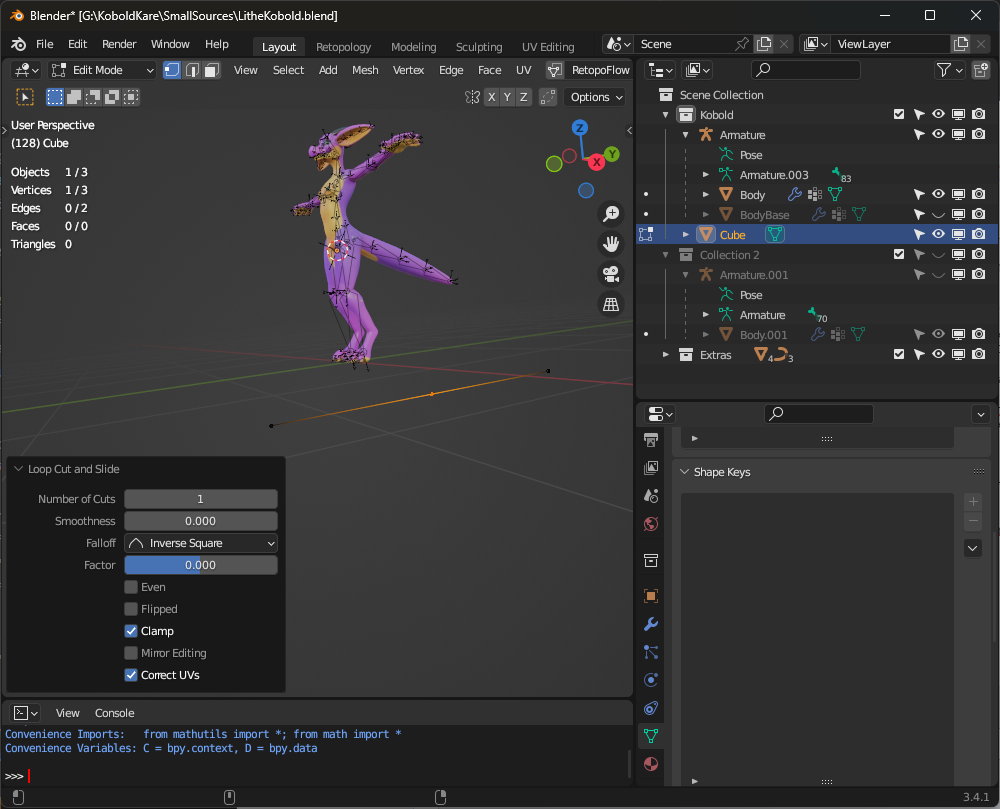 Blender* [G:\KoboldKare\SmallSources\LitheKobold.blend]
File Edit Render Window Help Layout Retopology Modeling Sculpting UV Editing Scene ViewLayer
Edit Mode View Select Add Mesh Vertex Edge Face UV RetopoFlow
X Y Z Options
User Perspective
(128) Cube
Objects 1/3
Vertices 1/3
Edges 0/2
Faces 0/0
Triangles 0
Z
Y
X
Scene Collection
Kobold
Armature
Pose
Armature.003 83
Body
BodyBase
Cube
Collection 2
Armature.001
Pose
Armature 70
Body.001
Extras 4 3
Shape Keys
Loop Cut and Slide
Number of Cuts 1
Smoothness 0.000
Falloff Inverse Square
Factor 0.000
Even
Flipped
Clamp
Mirror Editing
Correct UVs
View Console
Convenience Imports: from mathutils import *; from math import *
Convenience Variables: C = bpy.context, D = bpy.data
>>>
3.4.1